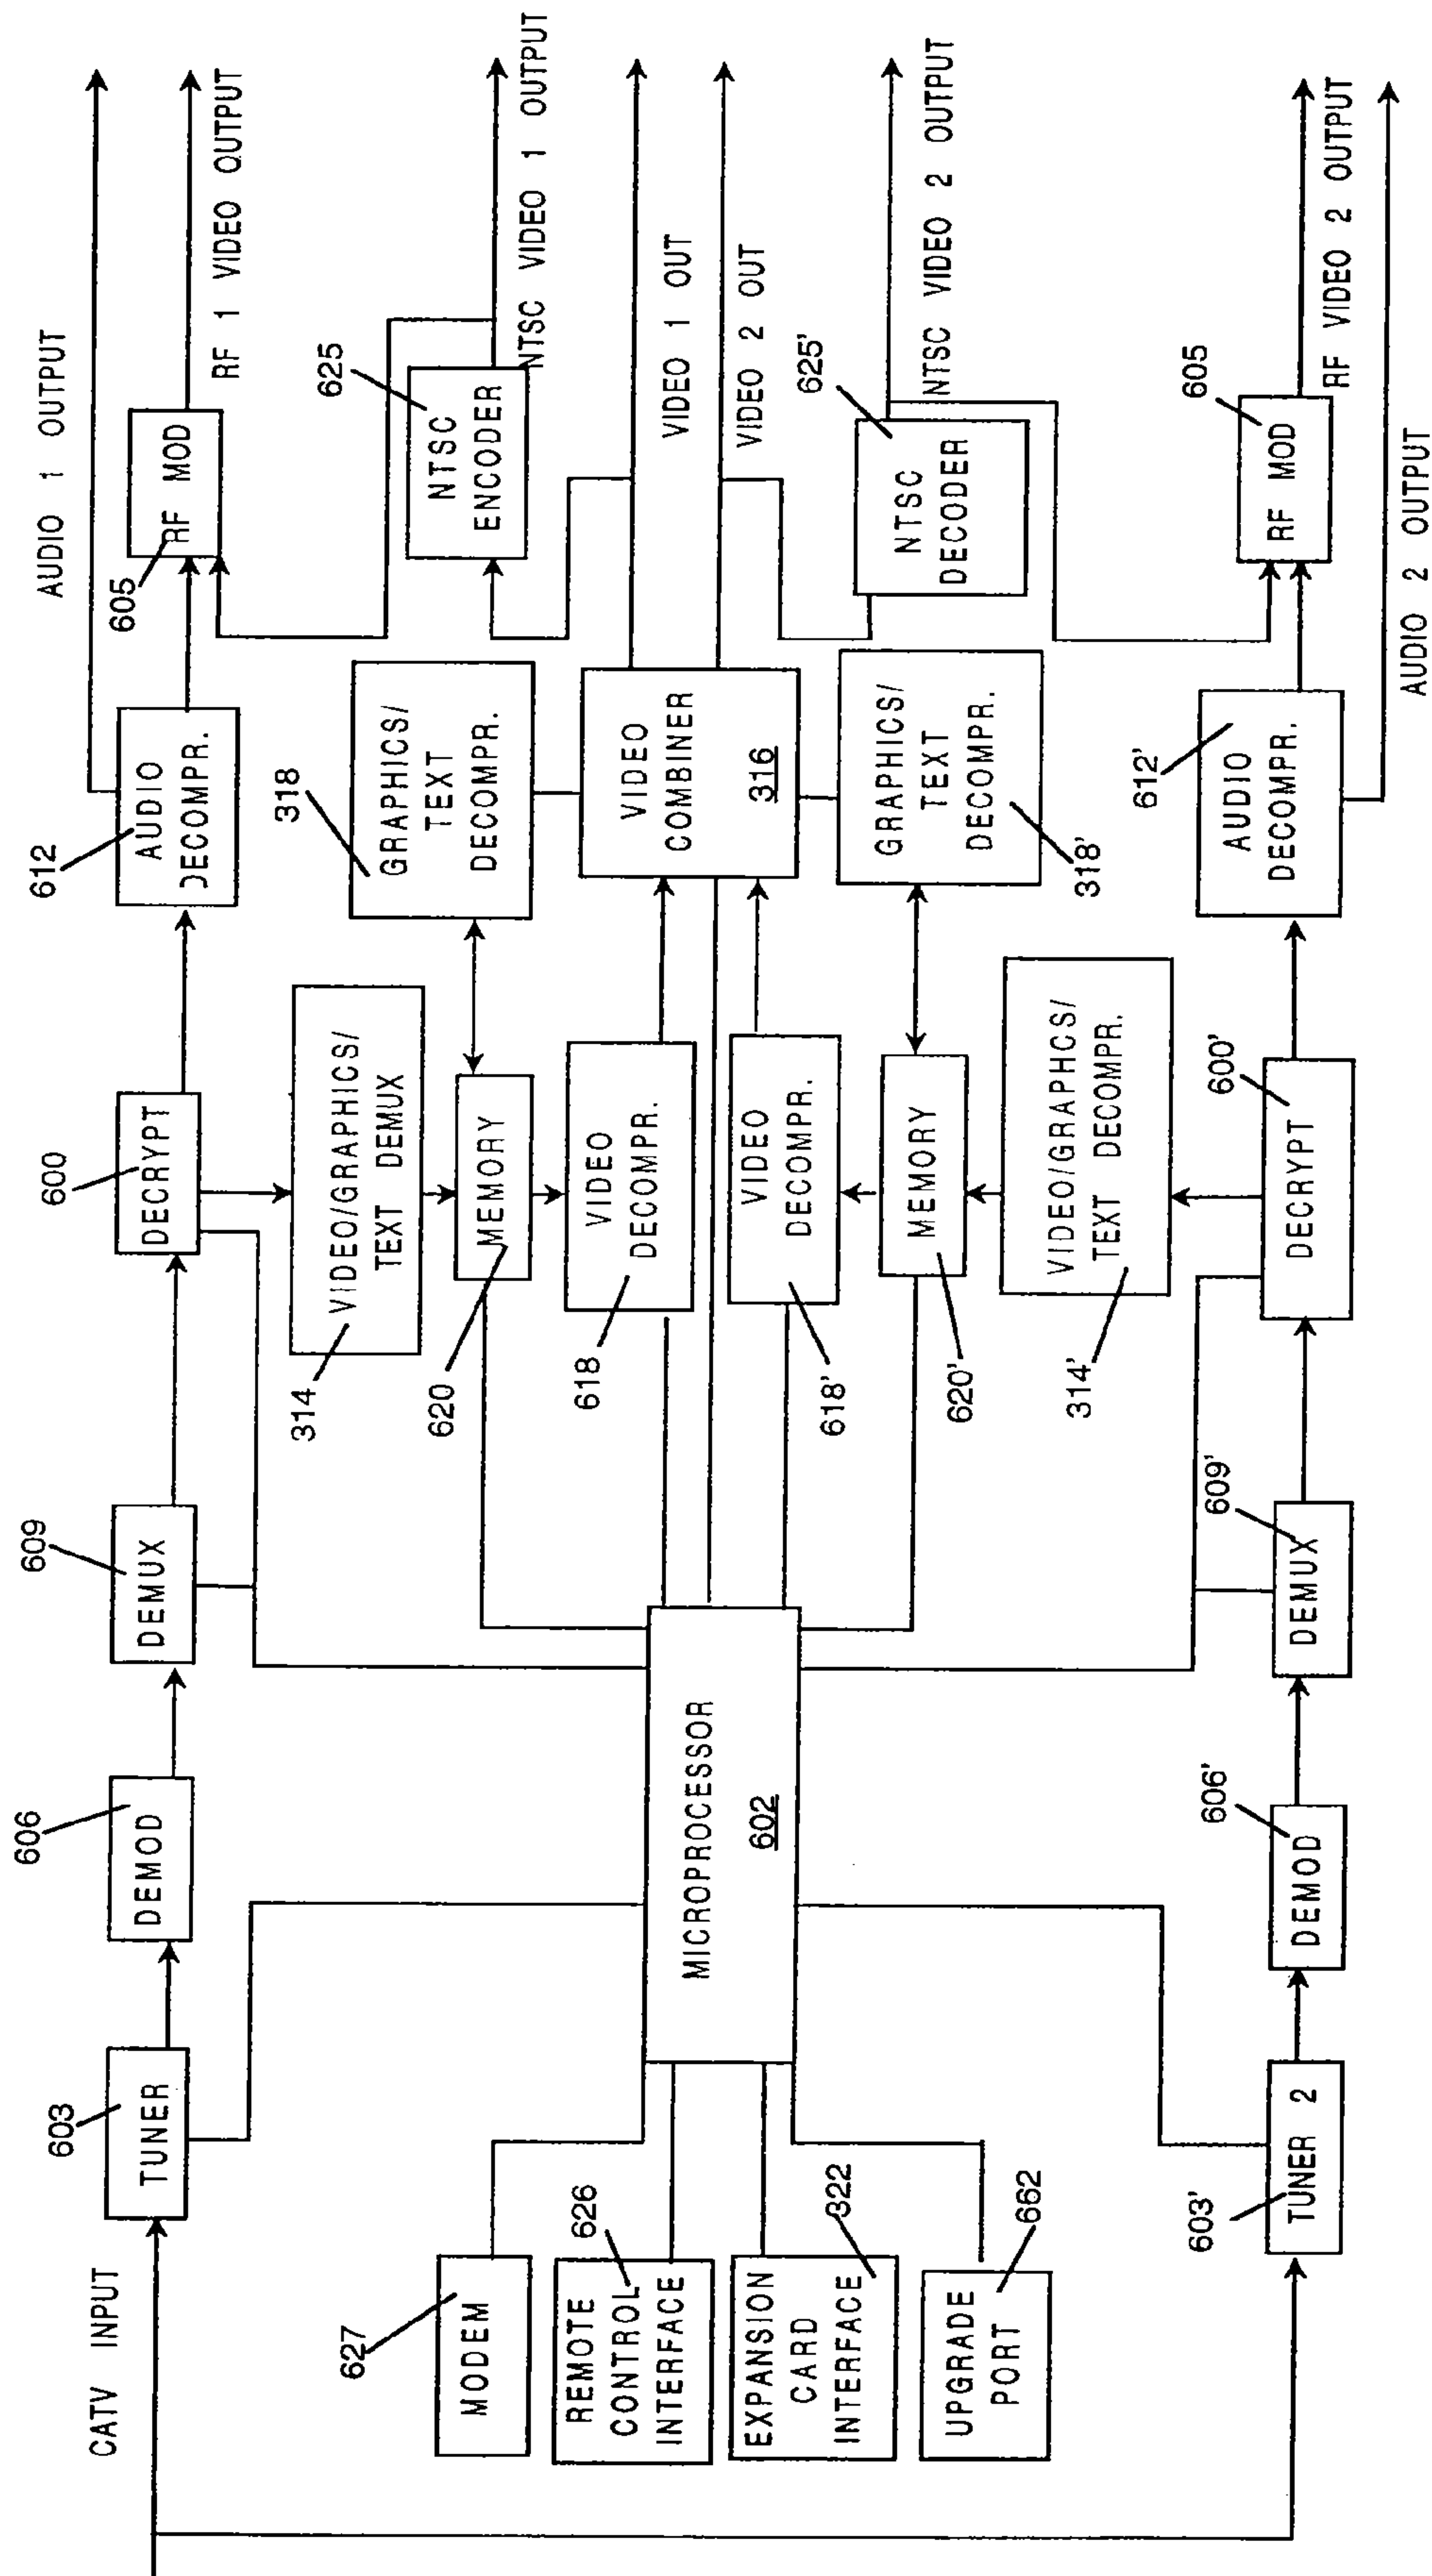 CATV INPUT
603
TUNER
606
DEMOD
609
DEMUX
600
DECRYPT
612
AUDIO
DECOMPR.
605
RF MOD
AUDIO 1 OUTPUT
RF 1 VIDEO OUTPUT
314
VIDEO/GRAPHICS/
TEXT DEMUX
318
GRAPHICS/
TEXT
DECOMPR.
625
NTSC
ENCODER
NTSC VIDEO 1 OUTPUT
620
MEMORY
618
VIDEO
DECOMPR.
VIDEO
COMBINER
316
VIDEO 1 OUT
VIDEO 2 OUT
627
MODEM
626
REMOTE
CONTROL
INTERFACE
322
EXPANSION
CARD
INTERFACE
662
UPGRADE
PORT
MICROPROCESSOR
602
618'
VIDEO
DECOMPR.
620'
MEMORY
318'
GRAPHICS/
TEXT
DECOMPR.
625'
NTSC
DECODER
NTSC VIDEO 2 OUTPUT
314'
VIDEO/GRAPHCS/
TEXT DECOMPR.
603'
TUNER 2
606'
DEMOD
609'
DEMUX
600'
DECRYPT
612'
AUDIO
DECOMPR.
605
RF MOD
RF VIDEO 2 OUTPUT
AUDIO 2 OUTPUT